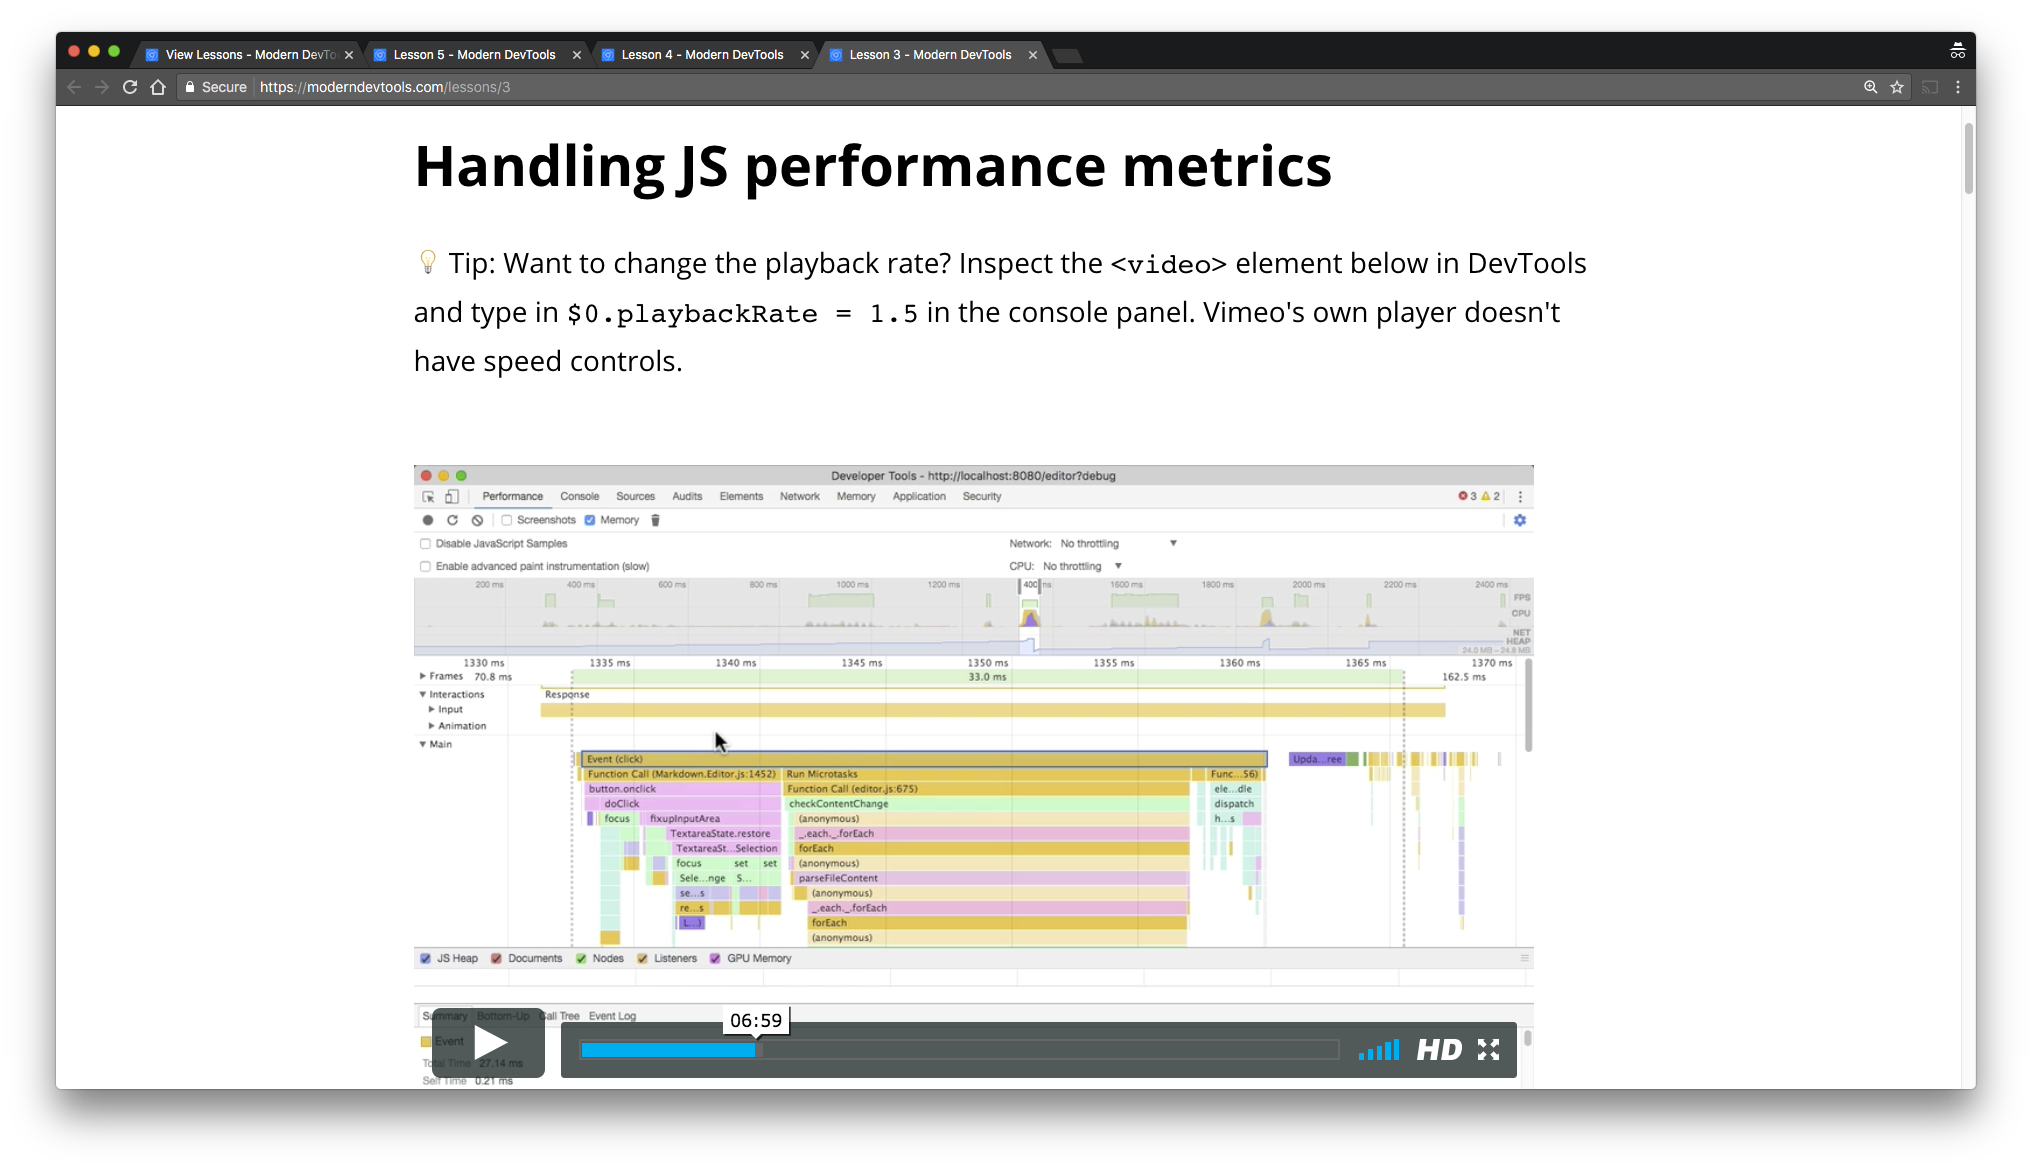 View Lessons - Modern DevTo
Lesson 5 - Modern DevTools
Lesson 4 - Modern DevTools
Lesson 3 - Modern DevTools
Secure
https://moderndevtools.com/lessons/3
Handling JS performance metrics
Tip: Want to change the playback rate? Inspect the <video> element below in DevTools
and type in $0.playbackRate = 1.5 in the console panel. Vimeo's own player doesn't
have speed controls.
Developer Tools - http://localhost:8080/editor?debug
Performance Console Sources Audits Elements Network Memory Application Security 3 2
Screenshots Memory
Disable JavaScript Samples Network: No throttling
Enable advanced paint instrumentation (slow) CPU: No throttling
200 ms 400 ms 600 ms 800 ms 1000 ms 1200 ms 400 ms 1600 ms 1800 ms 2000 ms 2200 ms 2400 ms
FPS
CPU
NET
HEAP
24.0 MB – 24.8 MB
1330 ms 1335 ms 1340 ms 1345 ms 1350 ms 1355 ms 1360 ms 1365 ms 1370 ms
Frames 70.8 ms 33.0 ms 162.5 ms
Interactions Response
Input
Animation
Main
Event (click) Upda...ree
Function Call (Markdown.Editor.js:1452) Run Microtasks Func...56)
button.onclick Function Call (editor.js:675) ele...dle
doClick checkContentChange dispatch
focus fixupInputArea (anonymous) h...s
TextareaState.restore _.each._.forEach
TextareaSt...Selection forEach
focus set set (anonymous)
Sele...nge S... parseFileContent
se...s (anonymous)
re...s _.each._.forEach
L...) forEach
(anonymous)
JS Heap Documents Nodes Listeners GPU Memory
Summary Bottom-Up Call Tree Event Log
06:59
Event
HD
Total Time 27.14 ms
Self Time 0.21 ms